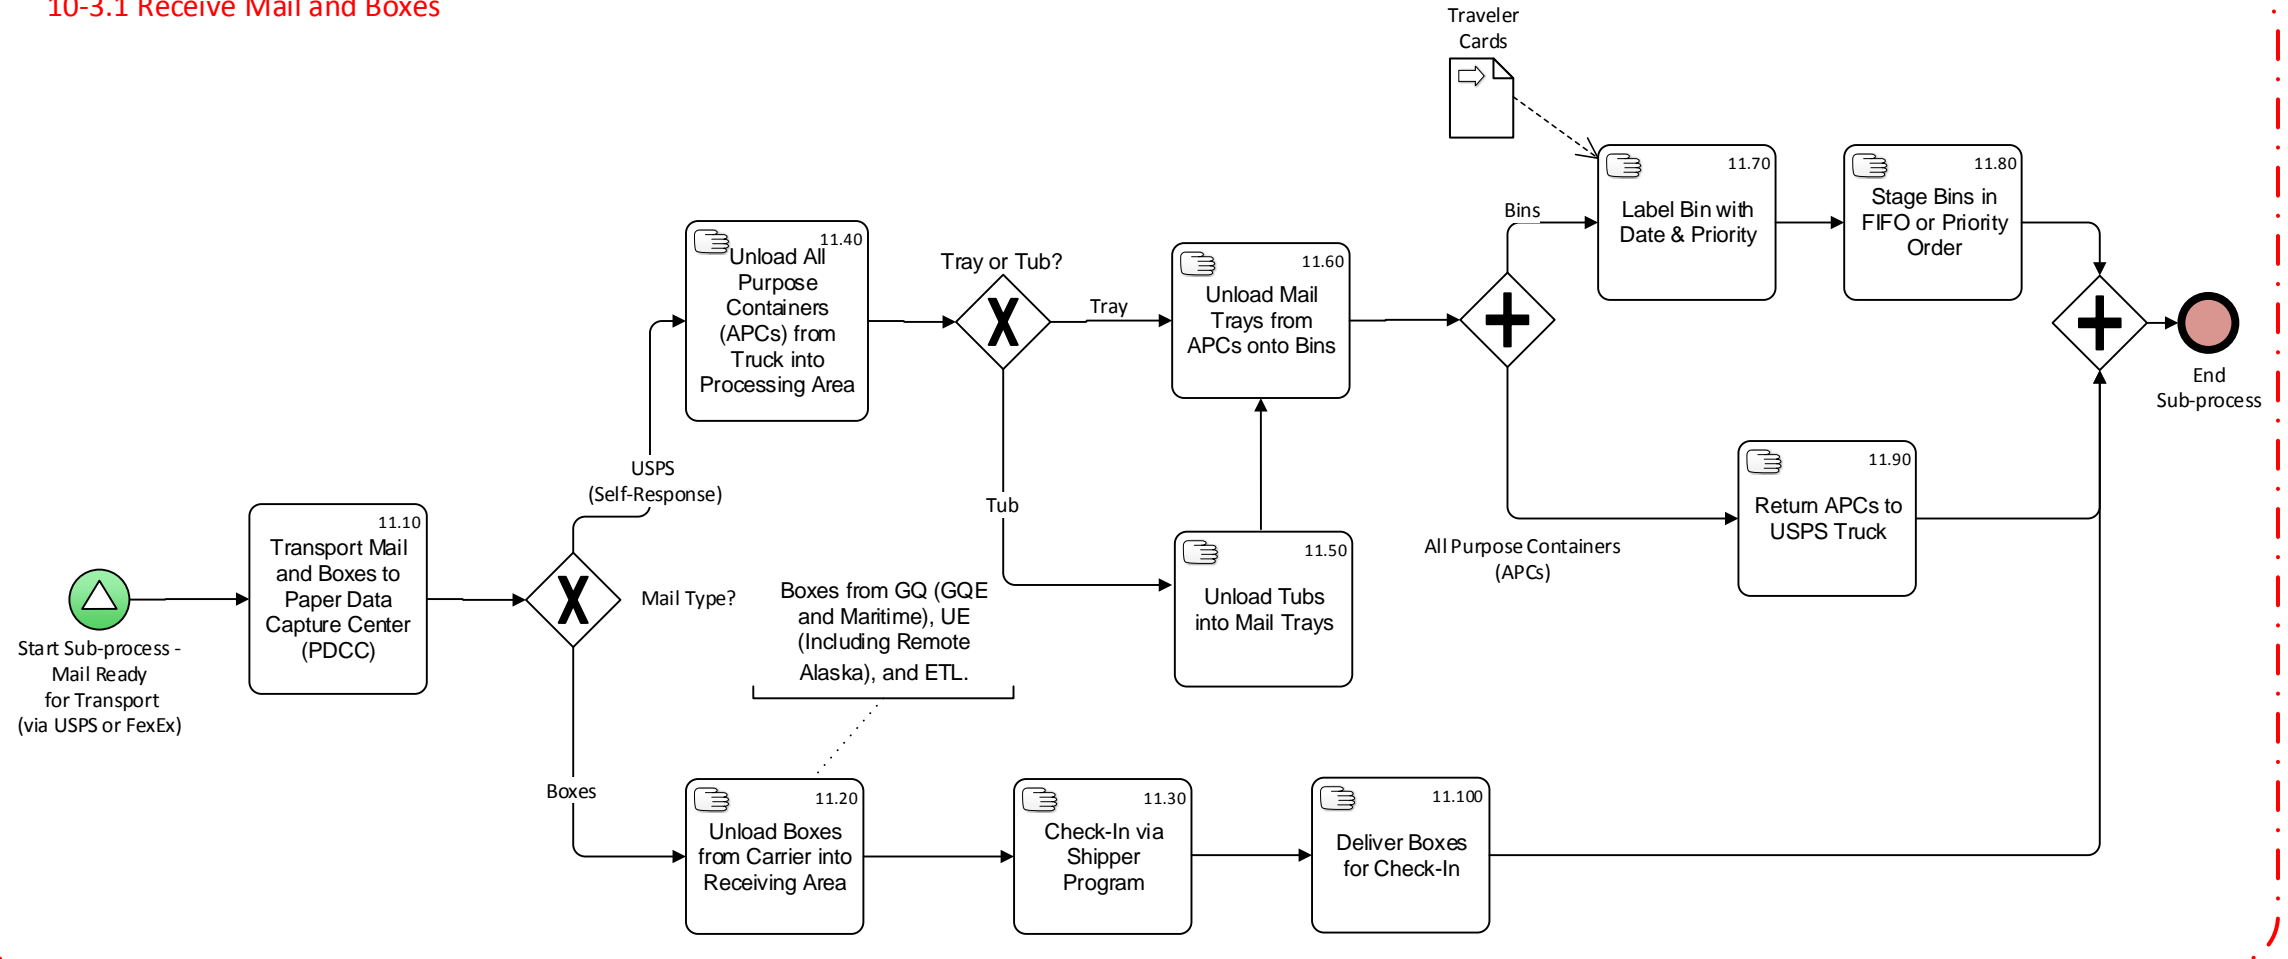 10-3.1 Receive Mail and Boxes
Traveler
Cards
11.70
Label Bin with
Date & Priority
11.80
Stage Bins in
FIFO or Priority
Order
Bins
11.40
Unload All
Purpose
Containers
(APCs) from
Truck into
Processing Area
Tray or Tub?
Tray
11.60
Unload Mail
Trays from
APCs onto Bins
End
Sub-process
USPS
(Self-Response)
Tub
11.90
Return APCs to
USPS Truck
All Purpose Containers
(APCs)
11.10
Transport Mail
and Boxes to
Paper Data
Capture Center
(PDCC)
11.50
Unload Tubs
into Mail Trays
Mail Type?
Boxes from GQ (GQE
and Maritime), UE
(Including Remote
Alaska), and ETL.
Start Sub-process -
Mail Ready
for Transport
(via USPS or FexEx)
Boxes
11.20
Unload Boxes
from Carrier into
Receiving Area
11.30
Check-In via
Shipper
Program
11.100
Deliver Boxes
for Check-In